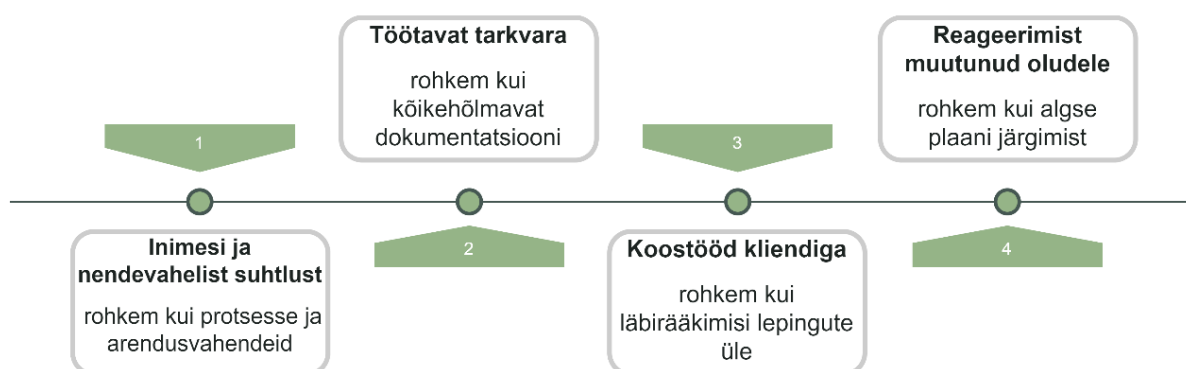 1
Inimesi ja
nendevahelist suhtlust
rohkem kui protsesse ja
arendusvahendeid
Töötavat tarkvara
rohkem kui
kõikehõlmavat
dokumentatsiooni
2
3
Koostööd kliendiga
rohkem kui
läbirääkimisi lepingute
üle
Reageerimist
muutunud oludele
rohkem kui algse
plaani järgimist
4